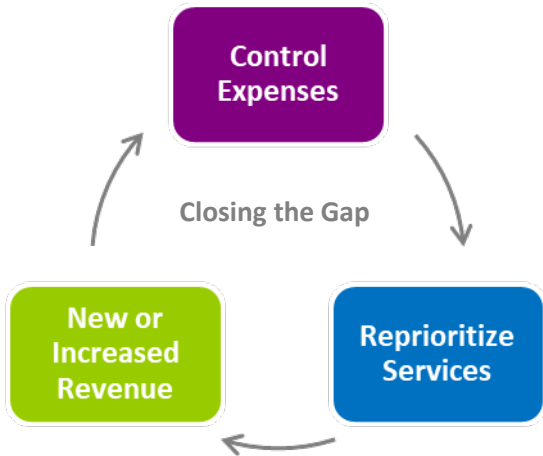 Control
Expenses
Closing the Gap
New or
Increased
Revenue
Reprioritize
Services